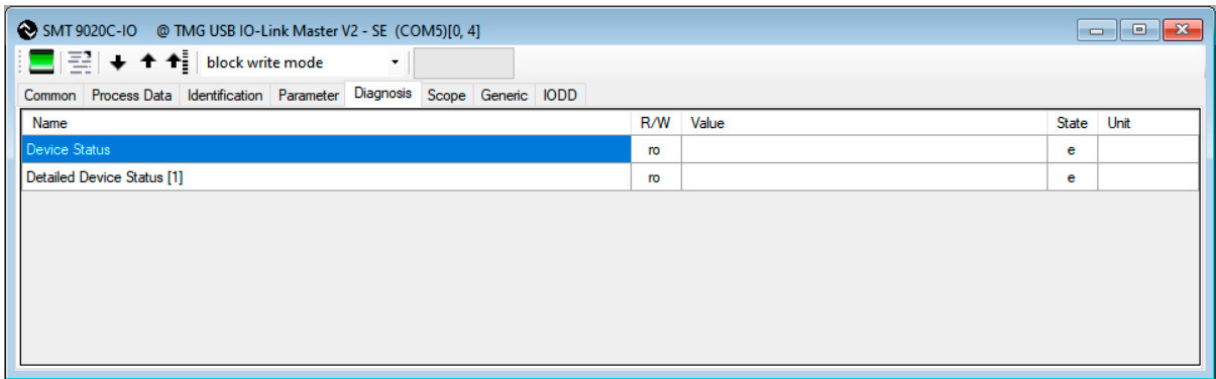 SMT 9020C-IO @ TMG USB IO-Link Master V2 - SE (COM5)[0, 4]
block write mode
Common Process Data Identification Parameter Diagnosis Scope Generic IODD
Name R/W Value State Unit
Device Status ro e
Detailed Device Status [1] ro e